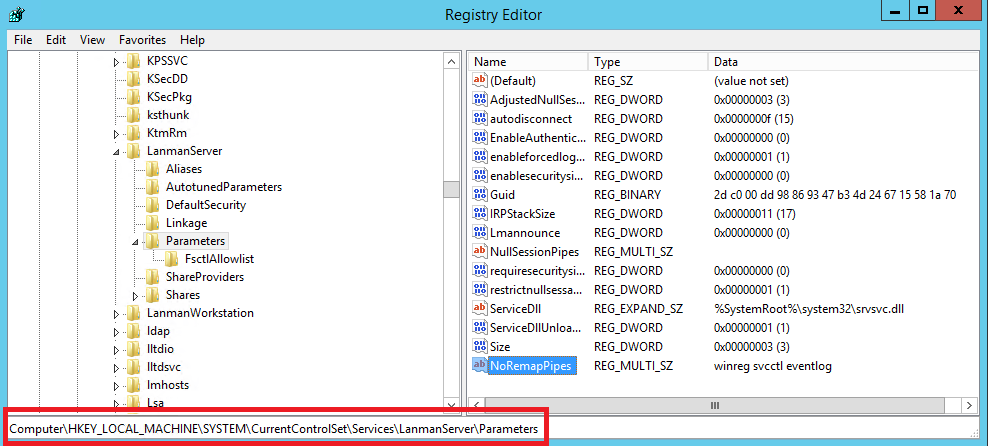 Registry Editor
File Edit View Favorites Help
KPSSVC
KSecDD
KSecPkg
ksthunk
KtmRm
LanmanServer
Aliases
AutotunedParameters
DefaultSecurity
Linkage
Parameters
FsctlAllowlist
ShareProviders
Shares
LanmanWorkstation
ldap
lltdio
lltdsvc
lmhosts
Lsa
Name Type Data
(Default) REG_SZ (value not set)
AdjustedNullSes... REG_DWORD 0x00000003 (3)
autodisconnect REG_DWORD 0x0000000f (15)
EnableAuthentic... REG_DWORD 0x00000000 (0)
enableforcedlog... REG_DWORD 0x00000001 (1)
enablesecuritysi... REG_DWORD 0x00000000 (0)
Guid REG_BINARY 2d c0 00 dd 98 86 93 47 b3 4d 24 67 15 58 1a 70
IRPStackSize REG_DWORD 0x00000011 (17)
Lmannounce REG_DWORD 0x00000000 (0)
NullSessionPipes REG_MULTI_SZ
requiresecuritysi... REG_DWORD 0x00000000 (0)
restrictnullsessa... REG_DWORD 0x00000001 (1)
ServiceDll REG_EXPAND_SZ %SystemRoot%\system32\srvsvc.dll
ServiceDllUnloa... REG_DWORD 0x00000001 (1)
Size REG_DWORD 0x00000003 (3)
NoRemapPipes REG_MULTI_SZ winreg svcctl eventlog
Computer\HKEY_LOCAL_MACHINE\SYSTEM\CurrentControlSet\Services\LanmanServer\Parameters